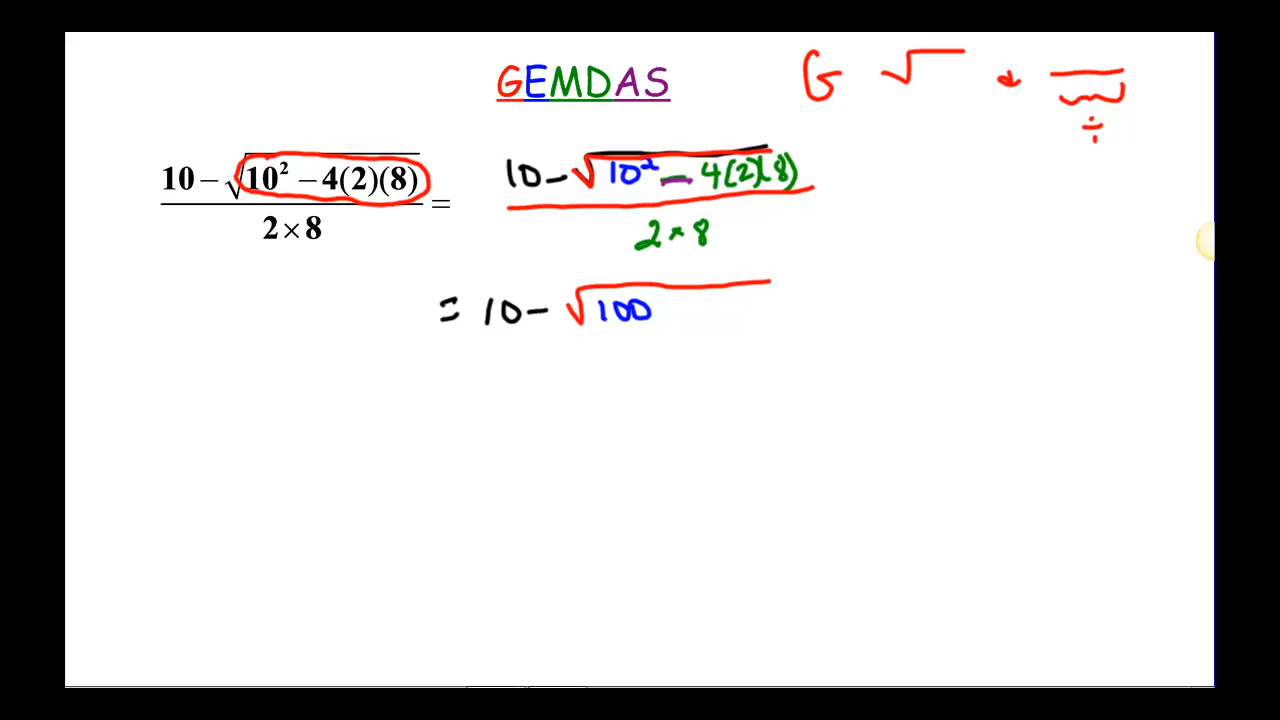 GEMDAS
G √ + ÷
10 − √10² − 4(2)(8) / 2 × 8 =
10 − √10² − 4(2)(8) / 2 × 8
= 10 − √100